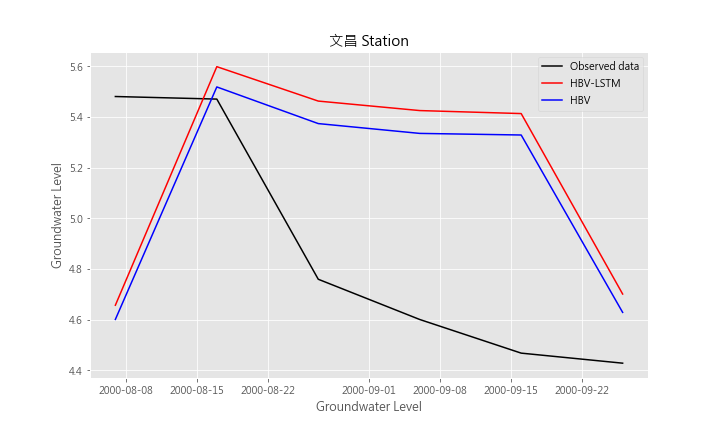 文昌 Station
Observed data
HBV-LSTM
HBV
Groundwater Level
5.6
5.4
5.2
5.0
4.8
4.6
4.4
2000-08-08 2000-08-15 2000-08-22 2000-09-01 2000-09-08 2000-09-15 2000-09-22
Groundwater Level